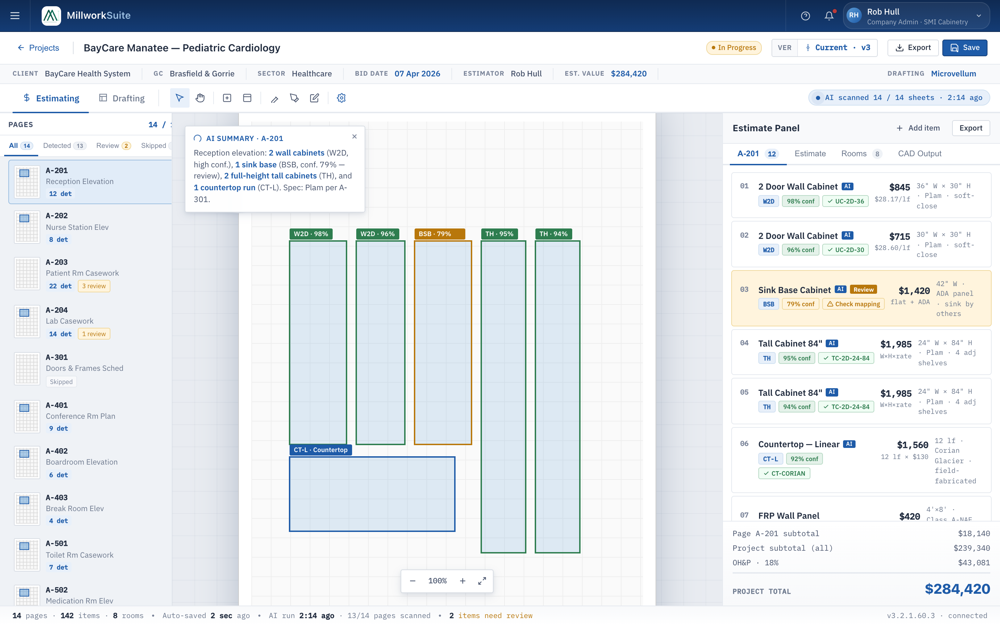 MillworkSuite
RH
Rob Hull
Company Admin · SMI Cabinetry
Projects
BayCare Manatee — Pediatric Cardiology
In Progress
VER
Current · v3
Export
Save
CLIENT BayCare Health System
GC Brasfield & Gorrie
SECTOR Healthcare
BID DATE 07 Apr 2026
ESTIMATOR Rob Hull
EST. VALUE $284,420
DRAFTING Microvellum
Estimating
Drafting
AI scanned 14 / 14 sheets · 2:14 ago
PAGES
14 /
All 14
Detected 13
Review 2
Skipped
A-201
Reception Elevation
12 det
A-202
Nurse Station Elev
8 det
A-203
Patient Rm Casework
22 det 3 review
A-204
Lab Casework
14 det 1 review
A-301
Doors & Frames Sched
Skipped
A-401
Conference Rm Plan
9 det
A-402
Boardroom Elevation
6 det
A-403
Break Room Elev
4 det
A-501
Toilet Rm Casework
7 det
A-502
Medication Rm Elev
AI SUMMARY · A-201
Reception elevation: 2 wall cabinets (W2D,
high conf.), 1 sink base (BSB, conf. 79% —
review), 2 full-height tall cabinets (TH), and
1 countertop run (CT-L). Spec: Plam per A-
301.
W2D · 98%
W2D · 96%
BSB · 79%
TH · 95%
TH · 94%
CT-L · Countertop
100%
Estimate Panel
Add item
Export
A-201 12
Estimate
Rooms 8
CAD Output
01
2 Door Wall Cabinet AI
W2D 98% conf UC-2D-36
$845
$28.17/lf
36" W × 30" H
· Plam · soft-
close
02
2 Door Wall Cabinet AI
W2D 96% conf UC-2D-30
$715
$28.60/lf
30" W × 30" H
· Plam · soft-
close
03
Sink Base Cabinet AI Review
BSB 79% conf Check mapping
$1,420
flat + ADA
42" W ·
ADA panel
· sink by
others
04
Tall Cabinet 84" AI
TH 95% conf TC-2D-24-84
$1,985
W×H×rate
24" W × 84" H
· Plam · 4 adj
shelves
05
Tall Cabinet 84" AI
TH 94% conf TC-2D-24-84
$1,985
W×H×rate
24" W × 84" H
· Plam · 4 adj
shelves
06
Countertop — Linear AI
CT-L 92% conf
CT-CORIAN
$1,560
12 lf × $130
12 lf ·
Corian
Glacier ·
field-
fabricated
07
FRP Wall Panel
$420
4'×8' ·
Class A-NAF
Page A-201 subtotal $18,140
Project subtotal (all) $239,340
OH&P · 18% $43,081
PROJECT TOTAL $284,420
14 pages · 142 items · 8 rooms • Auto-saved 2 sec ago • AI run 2:14 ago · 13/14 pages scanned • 2 items need review
v3.2.1.60.3 · connected